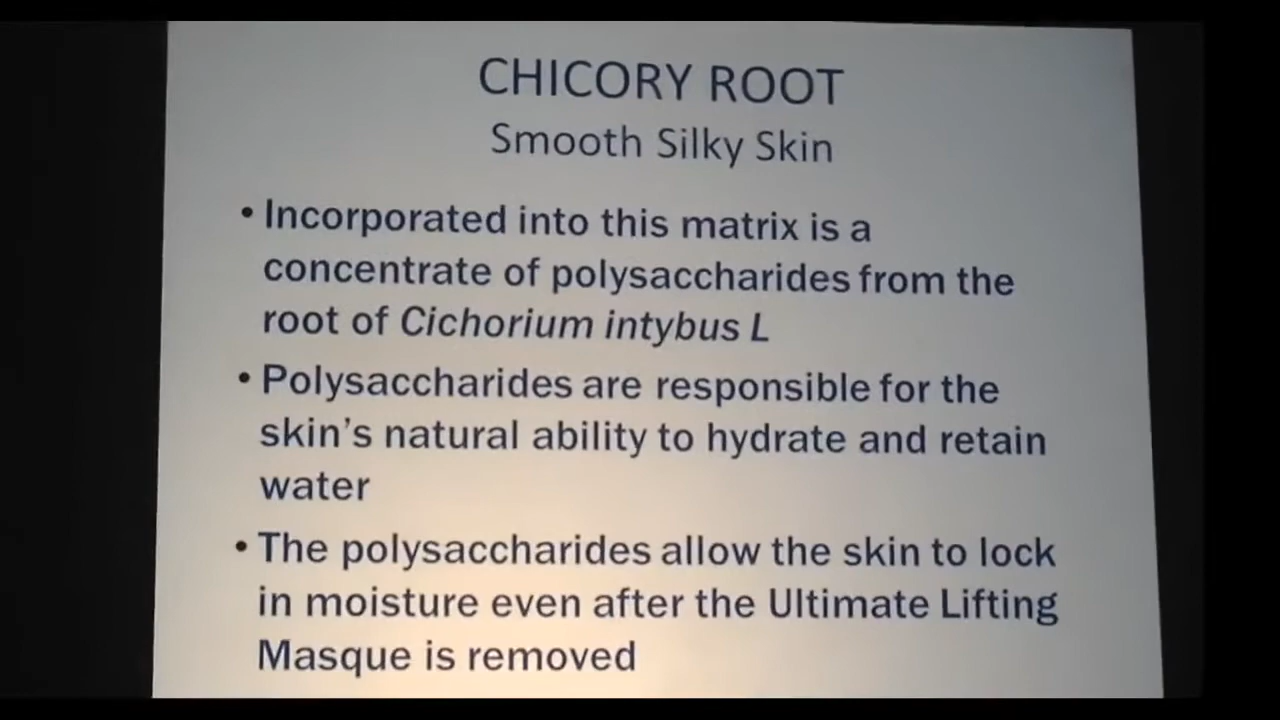 CHICORY ROOT
Smooth Silky Skin
• Incorporated into this matrix is a
concentrate of polysaccharides from the
root of Cichorium intybus L
• Polysaccharides are responsible for the
skin's natural ability to hydrate and retain
water
• The polysaccharides allow the skin to lock
in moisture even after the Ultimate Lifting
Masque is removed